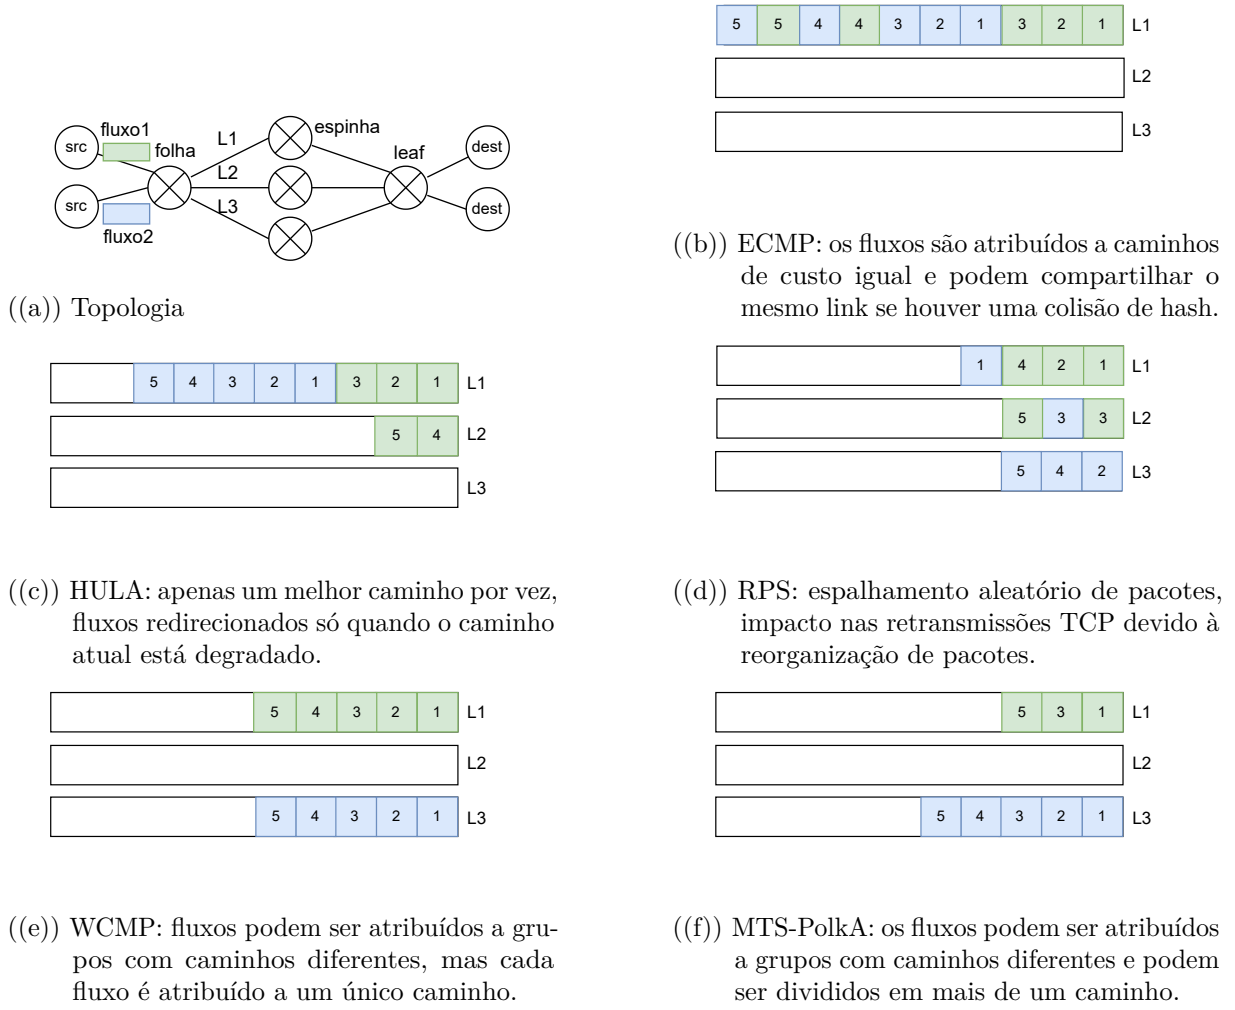 fluxo1
src
folha
L1
espinha
leaf
dest
L2
src
L3
dest
fluxo2
((a)) Topologia
5 5 4 4 3 2 1 3 2 1 L1
L2
L3
((b)) ECMP: os fluxos são atribuídos a caminhos
de custo igual e podem compartilhar o
mesmo link se houver uma colisão de hash.
5 4 3 2 1 3 2 1 L1
5 4 L2
L3
((c)) HULA: apenas um melhor caminho por vez,
fluxos redirecionados só quando o caminho
atual está degradado.
1 4 2 1 L1
5 3 3 L2
5 4 2 L3
((d)) RPS: espalhamento aleatório de pacotes,
impacto nas retransmissões TCP devido à
reorganização de pacotes.
5 4 3 2 1 L1
L2
5 4 3 2 1 L3
((e)) WCMP: fluxos podem ser atribuídos a gru-
pos com caminhos diferentes, mas cada
fluxo é atribuído a um único caminho.
5 3 1 L1
L2
5 4 3 2 1 L3
((f)) MTS-PolkA: os fluxos podem ser atribuídos
a grupos com caminhos diferentes e podem
ser divididos em mais de um caminho.